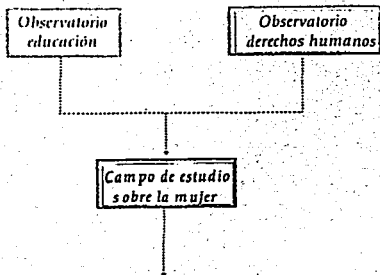 Observatorio
educación
Observatorio
derechos humanos
Campo de estudio
sobre la mujer